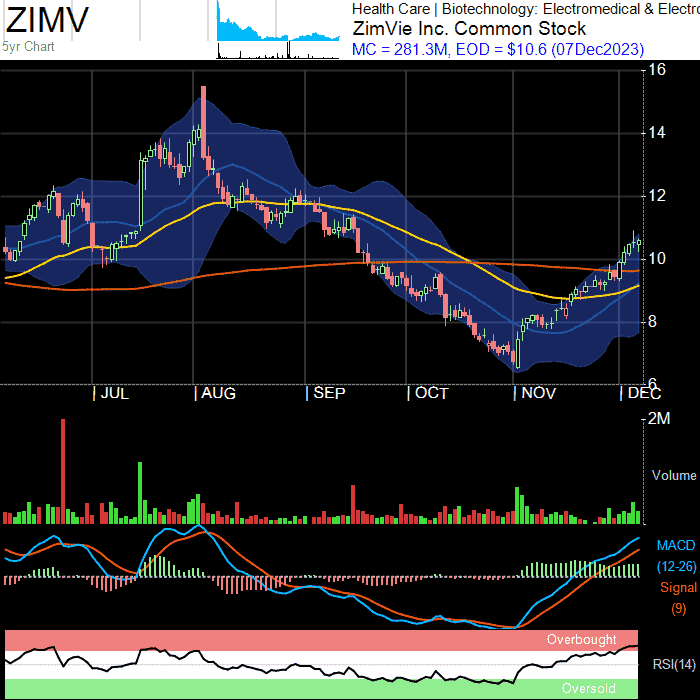 ZIMV
5yr Chart
Health Care | Biotechnology: Electromedical & Electro
ZimVie Inc. Common Stock
MC = 281.3M, EOD = $10.6 (07Dec2023)
16
14
12
10
8
6
| JUL | AUG | SEP | OCT | NOV | DEC
2M
Volume
MACD
(12-26)
Signal
(9)
Overbought
RSI(14)
Oversold